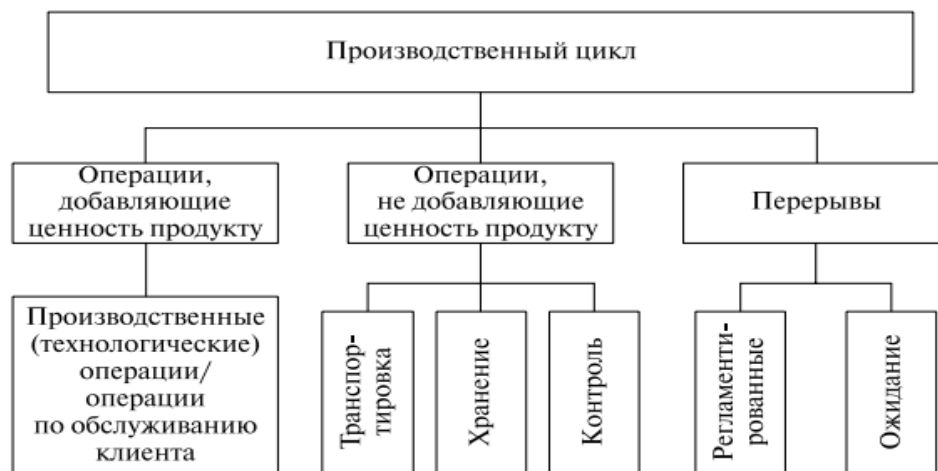 Производственный цикл
Операции,
добавляющие
ценность продукту
Операции,
не добавляющие
ценность продукту
Перерывы
Производственные
(технологические)
операции/
операции
по обслуживанию
клиента
Транспор-
тировка
Хранение
Контроль
Регламенти-
рованные
Ожидание